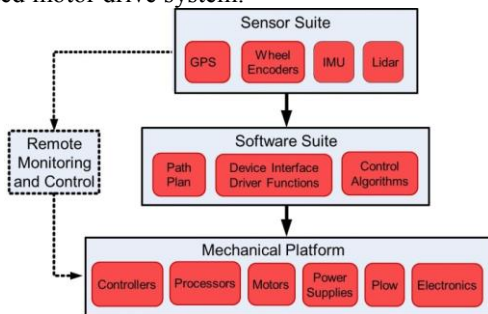 ed motor drive system.
Sensor Suite
GPS
Wheel
Encoders
IMU
Lidar
Remote
Monitoring
and Control
Software Suite
Path
Plan
Device Interface
Driver Functions
Control
Algorithms
Mechanical Platform
Controllers
Processors
Motors
Power
Supplies
Plow
Electronics